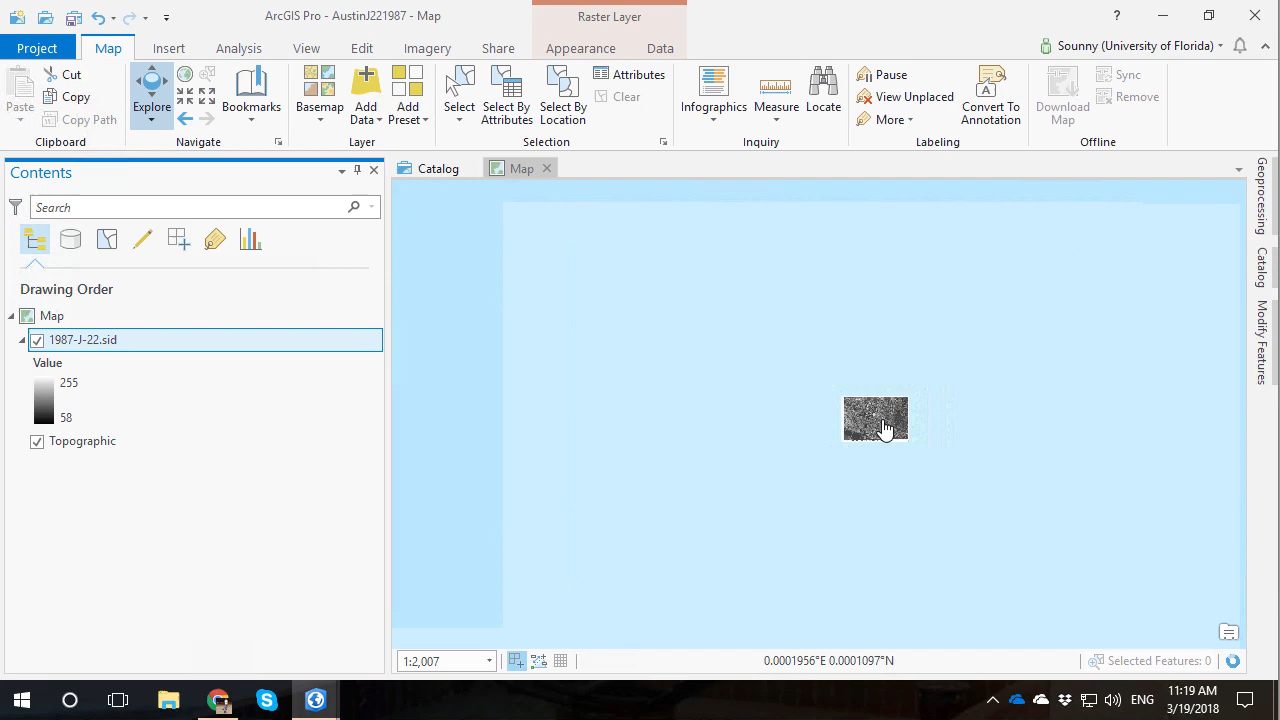 ArcGIS Pro - AustinJ221987 - Map
Raster Layer
?
Project
Map
Insert
Analysis
View
Edit
Imagery
Share
Appearance
Data
Sounny (University of Florida)
Paste
Cut
Copy
Copy Path
Clipboard
Explore
Bookmarks
Navigate
Basemap
Add
Data
Add
Preset
Layer
Select
Select By
Attributes
Select By
Location
Attributes
Clear
Selection
Infographics
Measure
Locate
Inquiry
Pause
View Unplaced
More
Convert To
Annotation
Labeling
Download
Map
Sync
Remove
Offline
Contents
Search
Drawing Order
Map
1987-J-22.sid
Value
255
58
Topographic
Catalog
Map
Geoprocessing
Catalog
Modify Features
1:2,007
0.0001956°E 0.0001097°N
Selected Features: 0
ENG
11:19 AM
3/19/2018